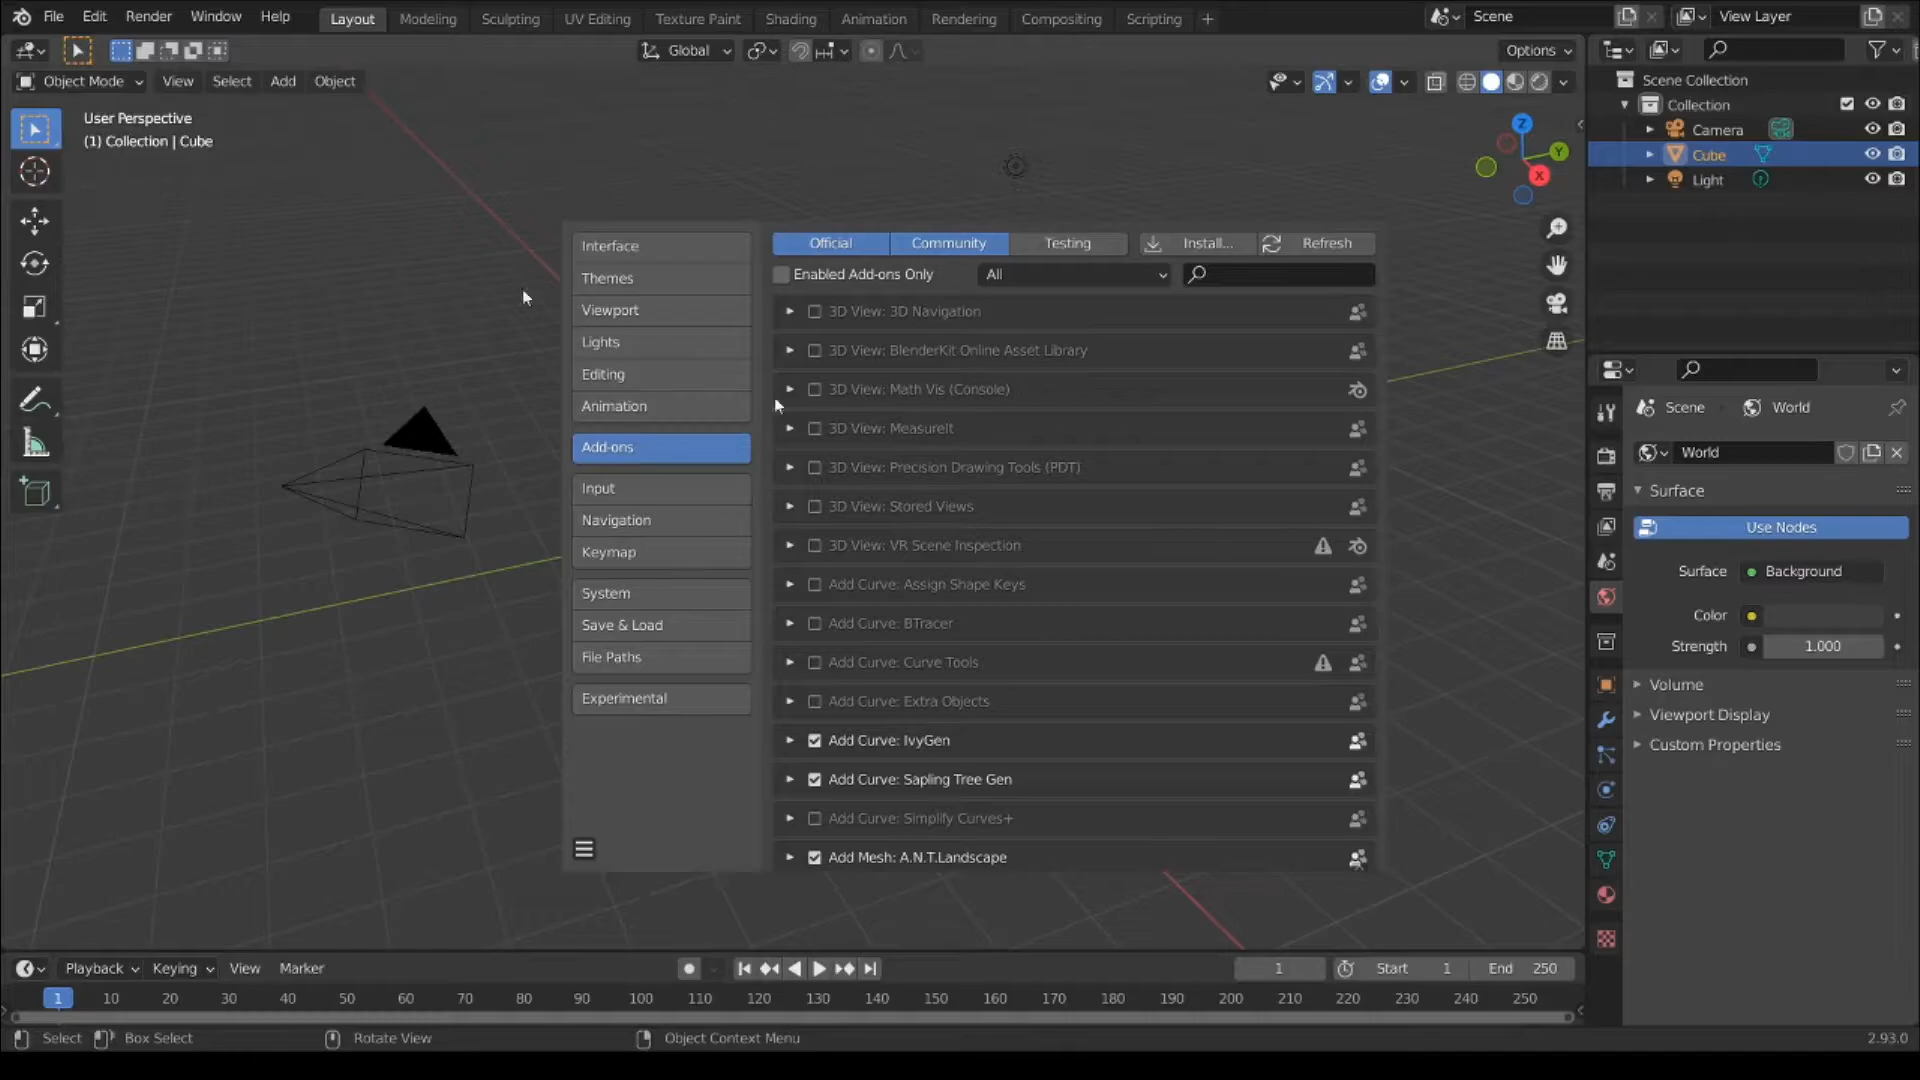 File Edit Render Window Help Layout Modeling Sculpting UV Editing Texture Paint Shading Animation Rendering Compositing Scripting + Scene View Layer
Global Options
Object Mode View Select Add Object
User Perspective
(1) Collection | Cube
Z
Y
X
Scene Collection
Collection
Camera
Cube
Light
Interface
Themes
Viewport
Lights
Editing
Animation
Add-ons
Input
Navigation
Keymap
System
Save & Load
File Paths
Experimental
Official Community Testing Install... Refresh
Enabled Add-ons Only All
3D View: 3D Navigation
3D View: BlenderKit Online Asset Library
3D View: Math Vis (Console)
3D View: MeasureIt
3D View: Precision Drawing Tools (PDT)
3D View: Stored Views
3D View: VR Scene Inspection
Add Curve: Assign Shape Keys
Add Curve: BTracer
Add Curve: Curve Tools
Add Curve: Extra Objects
Add Curve: IvyGen
Add Curve: Sapling Tree Gen
Add Curve: Simplify Curves+
Add Mesh: A.N.T.Landscape
Scene World
World
Surface
Use Nodes
Surface Background
Color
Strength 1.000
Volume
Viewport Display
Custom Properties
Playback Keying View Marker 1 Start 1 End 250
1 10 20 30 40 50 60 70 80 90 100 110 120 130 140 150 160 170 180 190 200 210 220 230 240 250
Select Box Select Rotate View Object Context Menu 2.93.0